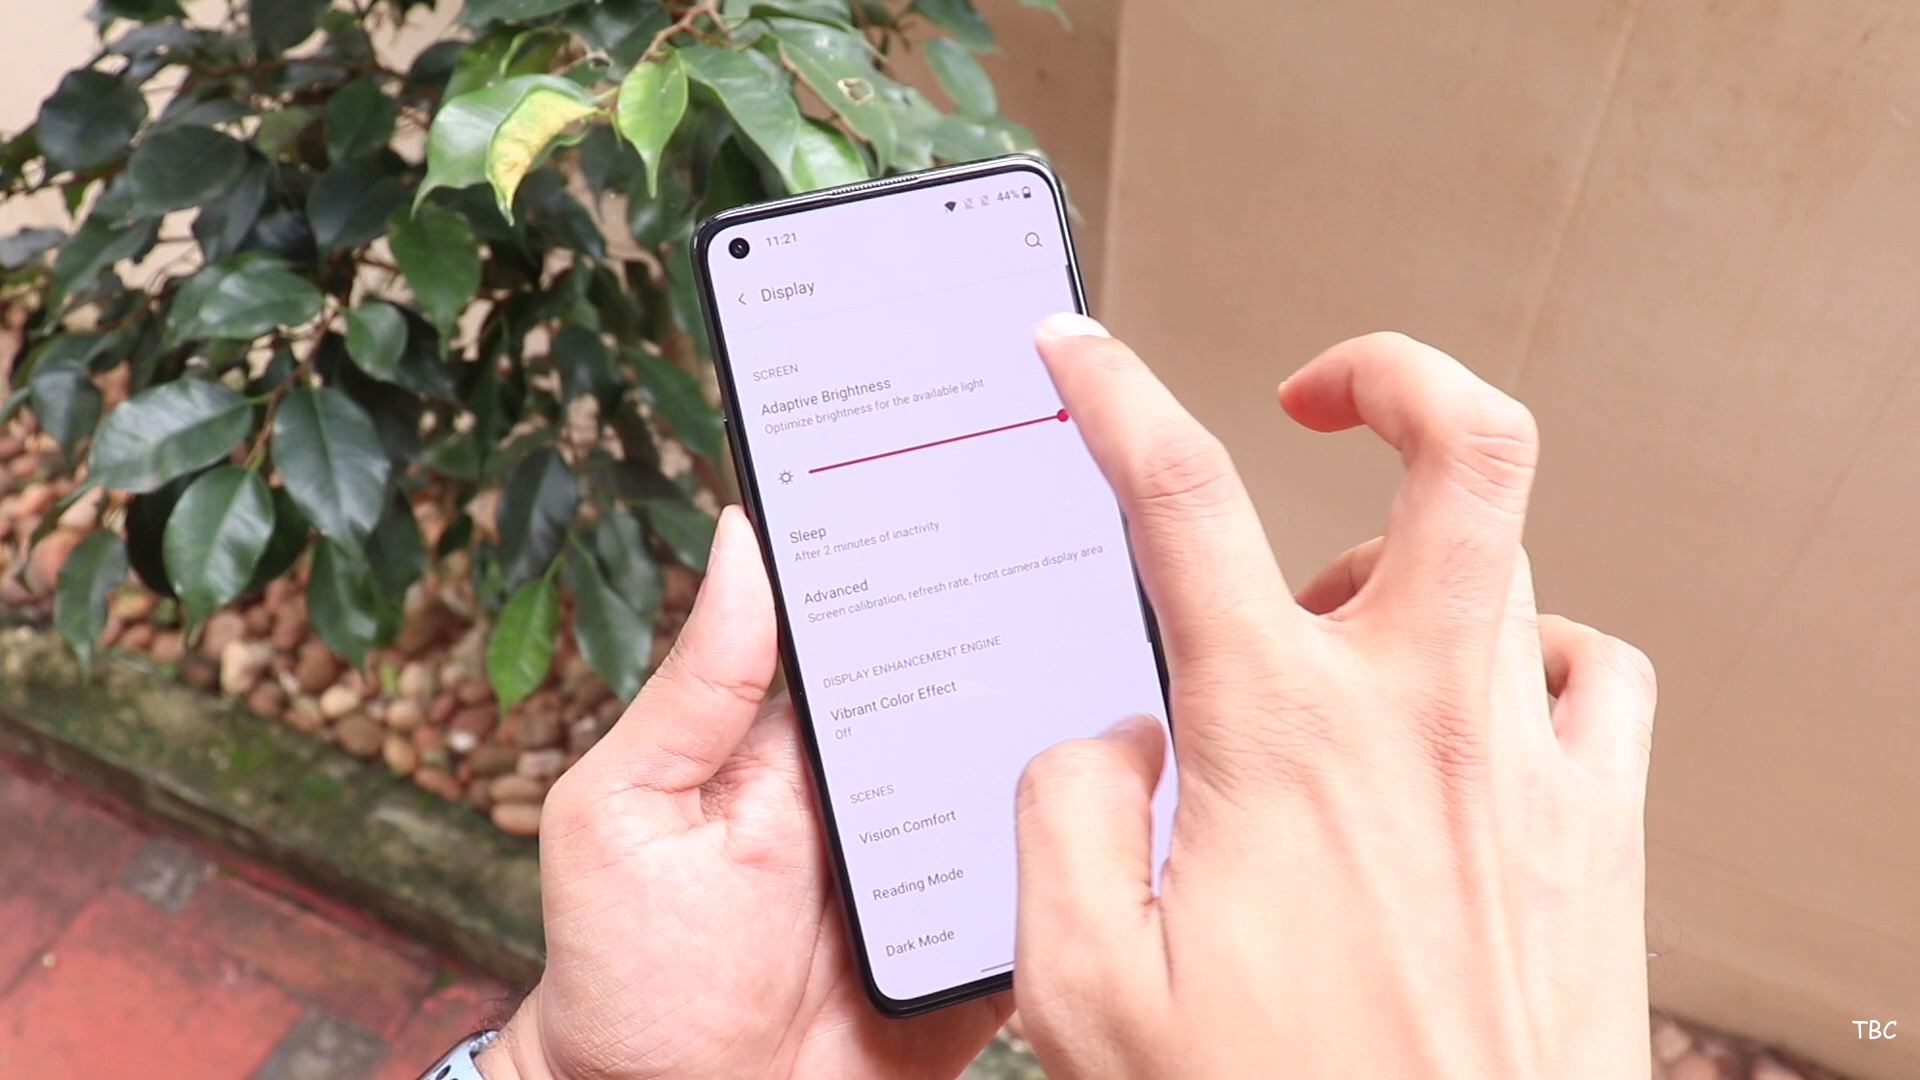 11:21
44%
Display
SCREEN
Adaptive Brightness
Optimize brightness for the available light
Sleep
After 2 minutes of inactivity
Advanced
Screen calibration, refresh rate, front camera display area
DISPLAY ENHANCEMENT ENGINE
Vibrant Color Effect
Off
SCENES
Vision Comfort
Reading Mode
Dark Mode
TBC